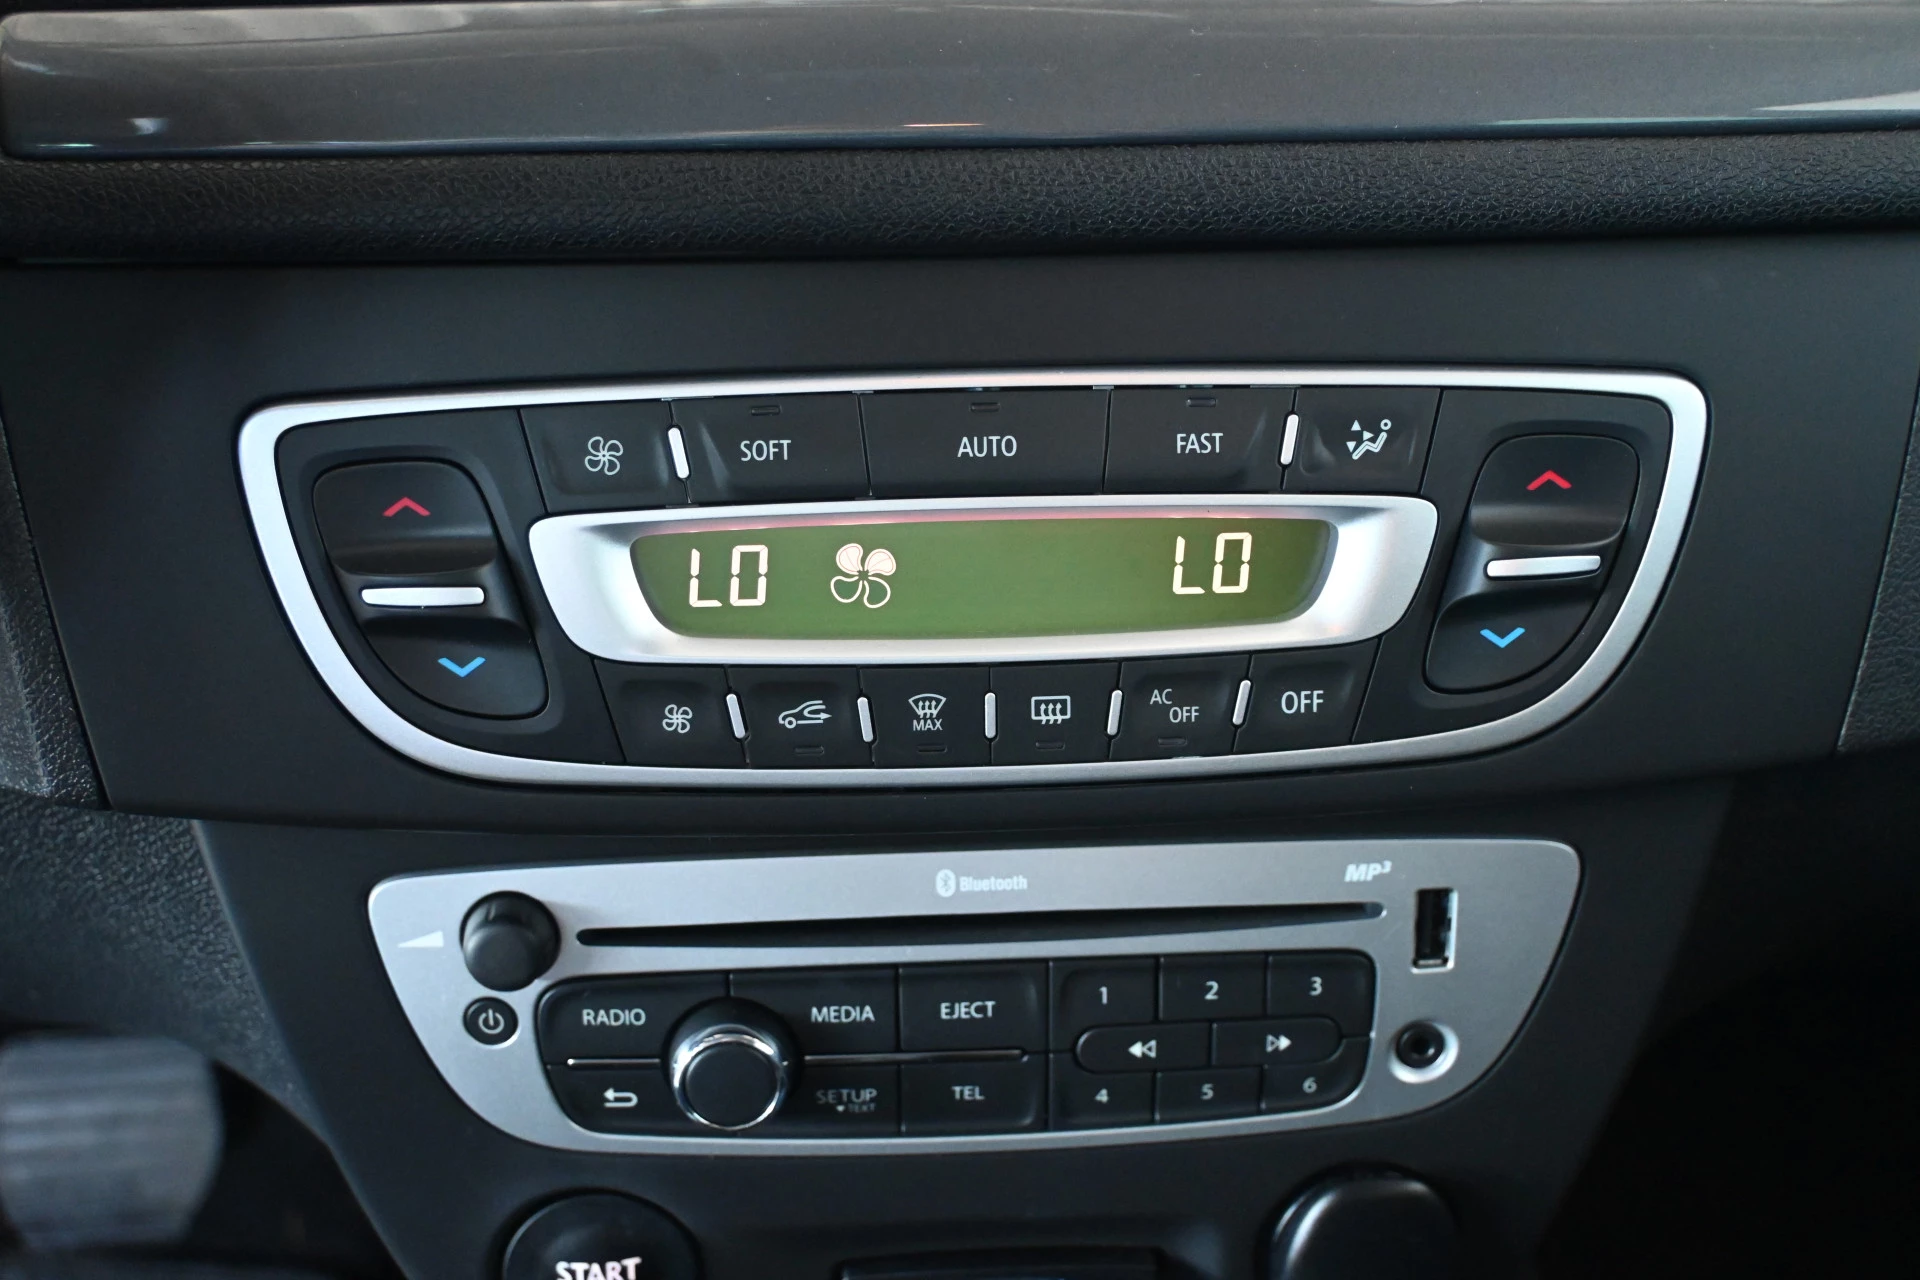 SOFT AUTO FAST
LO LO
MAX
AC
OFF
OFF
Bluetooth
MP3
RADIO MEDIA EJECT 1 2 3
SETUP TEL 4 5 6
TEXT
START